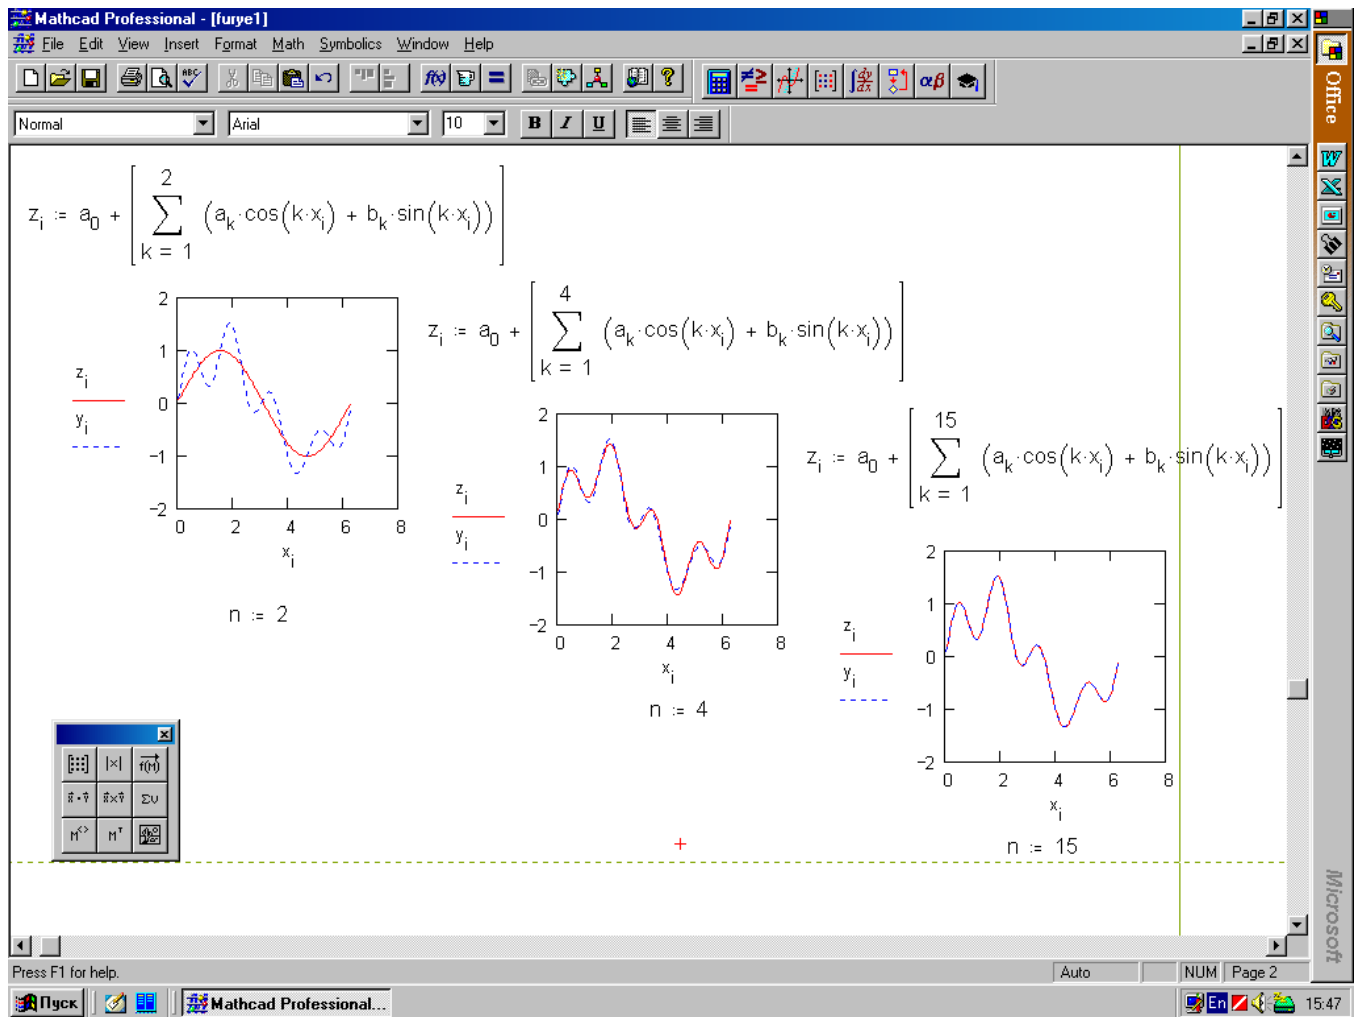 Mathcad Professional - [furye1]
File Edit View Insert Format Math Symbolics Window Help
Normal Arial 10 B I U
Office
z_i := a_0 + [ 2 ∑ k = 1 (a_k·cos(k·x_i) + b_k·sin(k·x_i)) ]
z_i := a_0 + [ 4 ∑ k = 1 (a_k·cos(k·x_i) + b_k·sin(k·x_i)) ]
z_i := a_0 + [ 15 ∑ k = 1 (a_k·cos(k·x_i) + b_k·sin(k·x_i)) ]
2
1
0
-1
-2
z_i
y_i
0 2 4 6 8
x_i
n := 2
2
1
0
-1
-2
z_i
y_i
0 2 4 6 8
x_i
n := 4
2
1
0
-1
-2
z_i
y_i
0 2 4 6 8
x_i
n := 15
Microsoft
Press F1 for help.
Auto NUM Page 2
Пуск Mathcad Professional... En 15:47